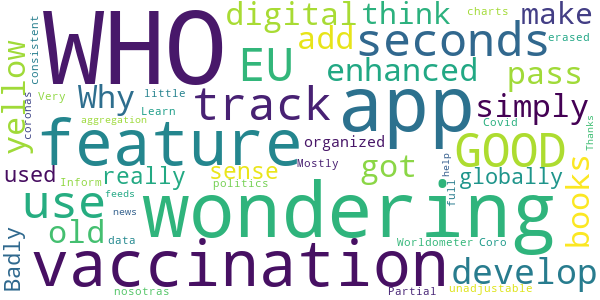 digital think charts make
WHO add seconds erased
consistent
yellow Why EU enhanced pass
little
coronas Very Learn track app simply
aggregation feature organized Covid GOOD Thanks
used Mostly
Inform really sense got help globally books
politics
old use feeds wondering full
news
data Worldometer Coro
Badly vaccination develop
nosotras Partial unadjustable